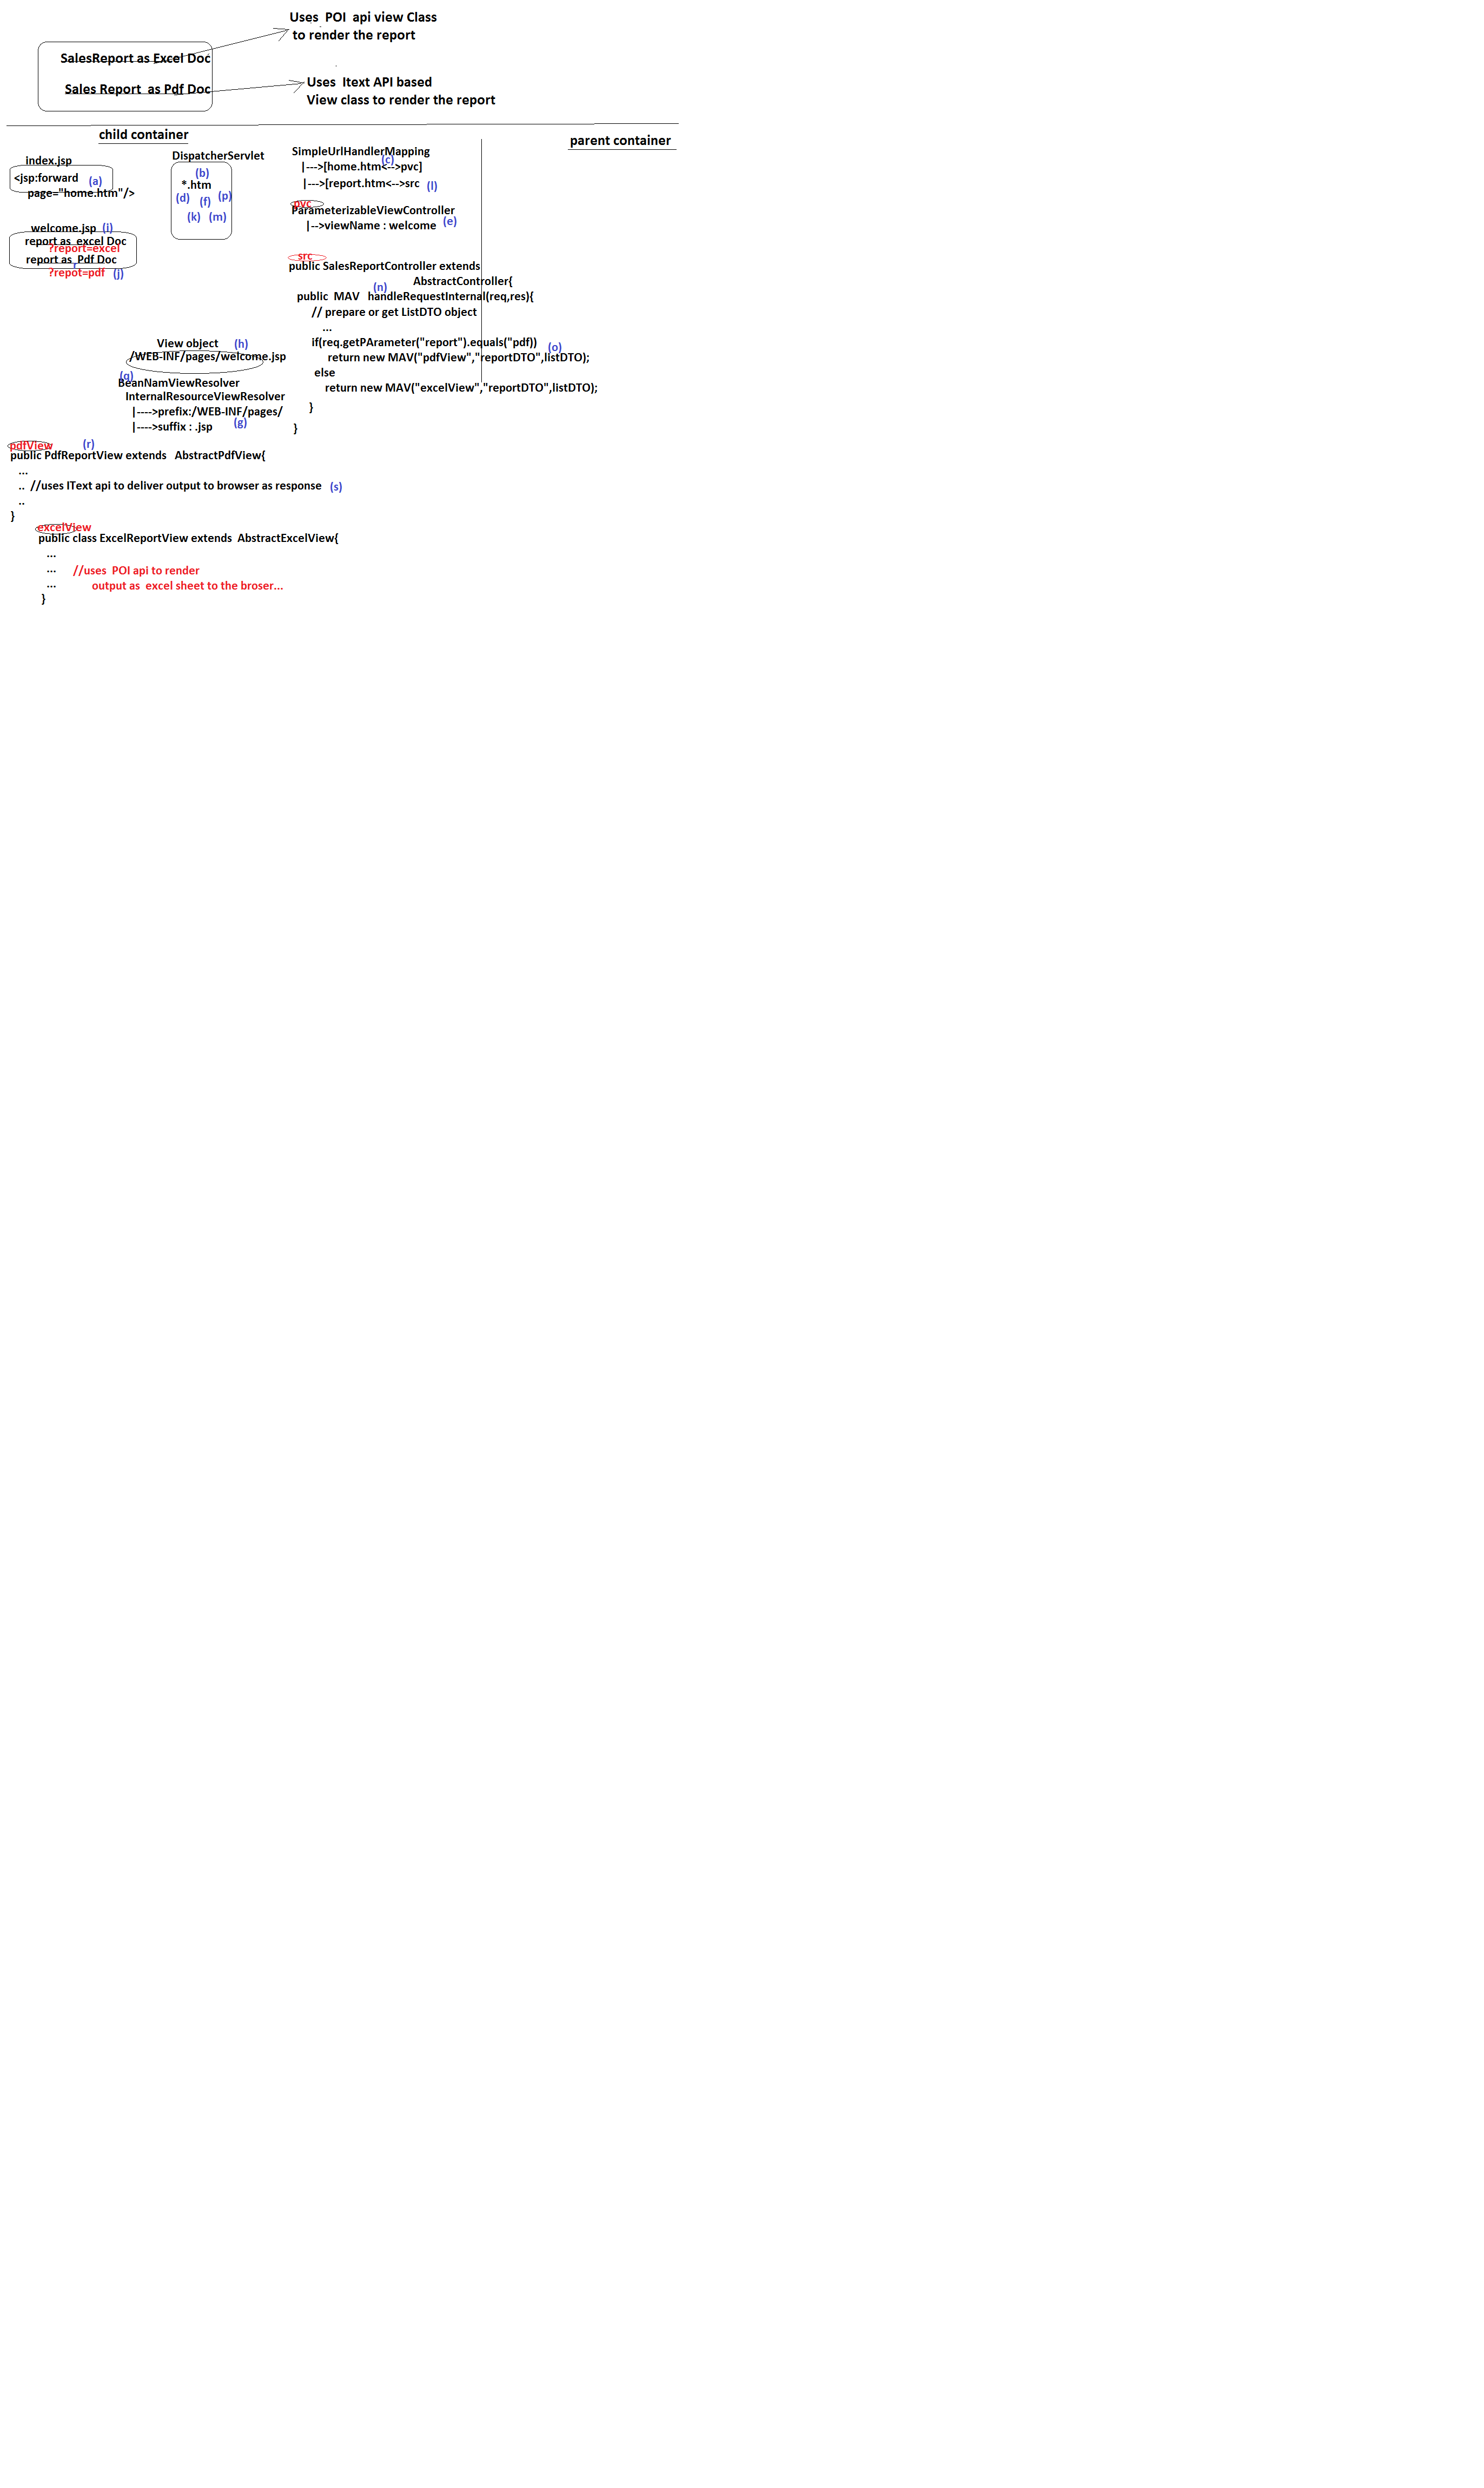 Uses POI api view Class
to render the report
SalesReport as Excel Doc
Sales Report as Pdf Doc
Uses Itext API based
View class to render the report
child container
parent container
index.jsp
<jsp:forward (a)
page="home.htm"/>
DispatcherServlet
(b)
*.htm
(d) (f) (p)
(k) (m)
SimpleUrlHandlerMapping
(c)
|--->[home.htm<-->pvc]
|--->[report.htm<-->src (l)
pvc
ParameterizableViewController
|-->viewName : welcome (e)
welcome.jsp (i)
report as excel Doc
?report=excel
report as Pdf Doc
?repot=pdf (j)
src
public SalesReportController extends
AbstractController{
(n)
public MAV handleRequestInternal(req,res){
// prepare or get ListDTO object
...
if(req.getPArameter("report").equals("pdf)) (o)
return new MAV("pdfView","reportDTO",listDTO);
else
return new MAV("excelView","reportDTO",listDTO);
}
}
View object (h)
/WEB-INF/pages/welcome.jsp
(q)
BeanNamViewResolver
InternalResourceViewResolver
|---->prefix:/WEB-INF/pages/
|---->suffix : .jsp (g)
pdfView (r)
public PdfReportView extends AbstractPdfView{
...
.. //uses IText api to deliver output to browser as response (s)
..
}
excelView
public class ExcelReportView extends AbstractExcelView{
...
... //uses POI api to render
... output as excel sheet to the broser...
}